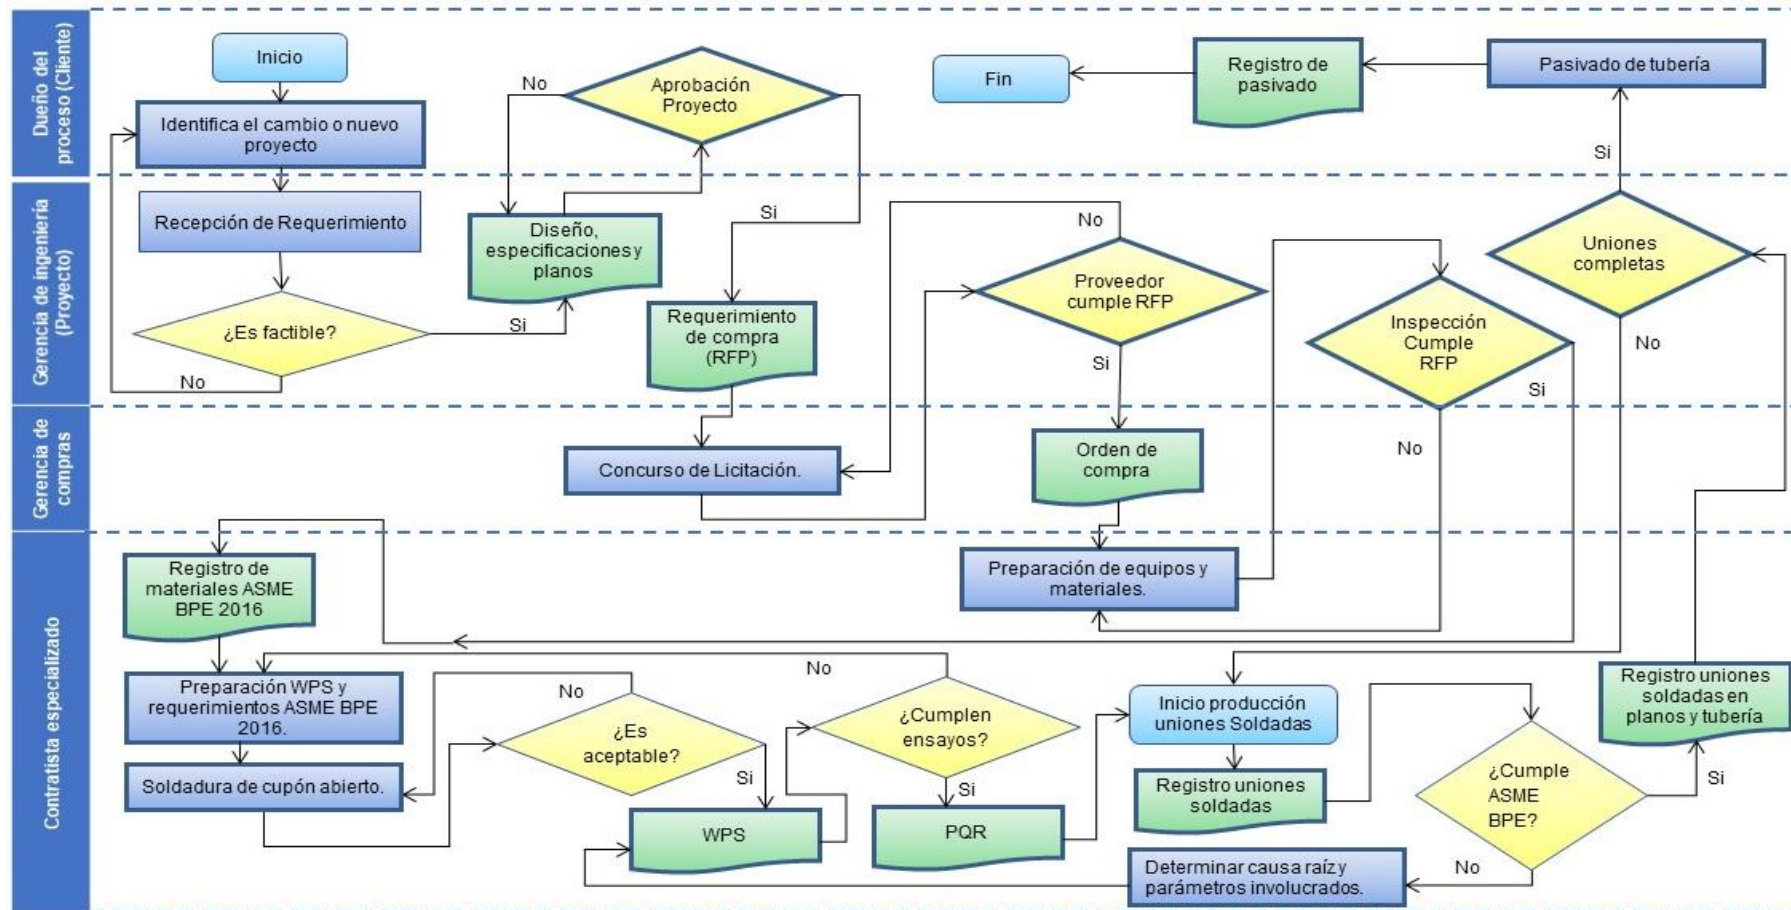 Dueño del
proceso (Cliente)
Inicio
Identifica el cambio o nuevo
proyecto
No
Aprobación
Proyecto
Fin
Registro de
pasivado
Pasivado de tubería
Si
Gerencia de ingeniería
(Proyecto)
Recepción de Requerimiento
¿Es factible?
Si
No
Diseño,
especificaciones y
planos
Si
Requerimiento
de compra
(RFP)
No
Proveedor
cumple RFP
Si
Inspección
Cumple
RFP
Si
Uniones
completas
No
Gerencia de
compras
Concurso de Licitación.
Orden de
compra
No
Contratista especializado
Registro de
materiales ASME
BPE 2016
Preparación de equipos y
materiales.
Preparación WPS y
requerimientos ASME BPE
2016.
Soldadura de cupón abierto.
No
¿Es
aceptable?
Si
WPS
No
¿Cumplen
ensayos?
Si
PQR
Inicio producción
uniones Soldadas
Registro uniones
soldadas
Determinar causa raíz y
parámetros involucrados.
No
¿Cumple
ASME
BPE?
Si
Registro uniones
soldadas en
planos y tubería